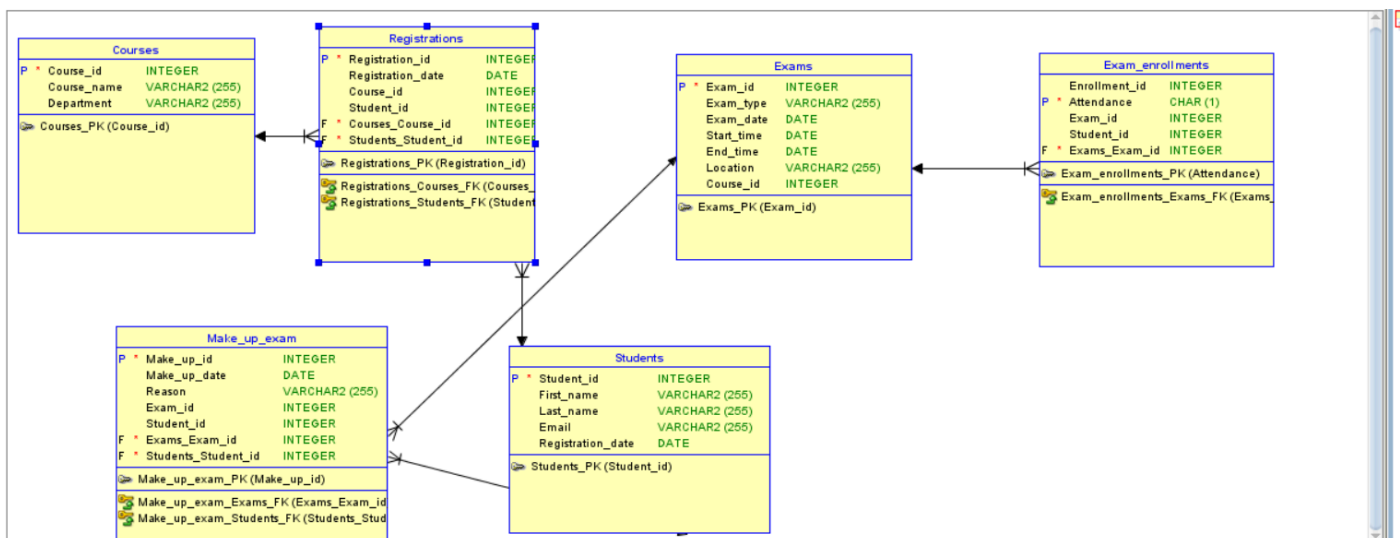 Courses
P * Course_id INTEGER
Course_name VARCHAR2 (255)
Department VARCHAR2 (255)
Courses_PK (Course_id)
Registrations
P * Registration_id INTEGER
Registration_date DATE
Course_id INTEGER
Student_id INTEGER
F * Courses_Course_id INTEGER
F * Students_Student_id INTEGER
Registrations_PK (Registration_id)
Registrations_Courses_FK (Courses_
Registrations_Students_FK (Student
Exams
P * Exam_id INTEGER
Exam_type VARCHAR2 (255)
Exam_date DATE
Start_time DATE
End_time DATE
Location VARCHAR2 (255)
Course_id INTEGER
Exams_PK (Exam_id)
Exam_enrollments
Enrollment_id INTEGER
P * Attendance CHAR (1)
Exam_id INTEGER
Student_id INTEGER
F * Exams_Exam_id INTEGER
Exam_enrollments_PK (Attendance)
Exam_enrollments_Exams_FK (Exams_
Make_up_exam
P * Make_up_id INTEGER
Make_up_date DATE
Reason VARCHAR2 (255)
Exam_id INTEGER
Student_id INTEGER
F * Exams_Exam_id INTEGER
F * Students_Student_id INTEGER
Make_up_exam_PK (Make_up_id)
Make_up_exam_Exams_FK (Exams_Exam_id
Make_up_exam_Students_FK (Students_Stud
Students
P * Student_id INTEGER
First_name VARCHAR2 (255)
Last_name VARCHAR2 (255)
Email VARCHAR2 (255)
Registration_date DATE
Students_PK (Student_id)